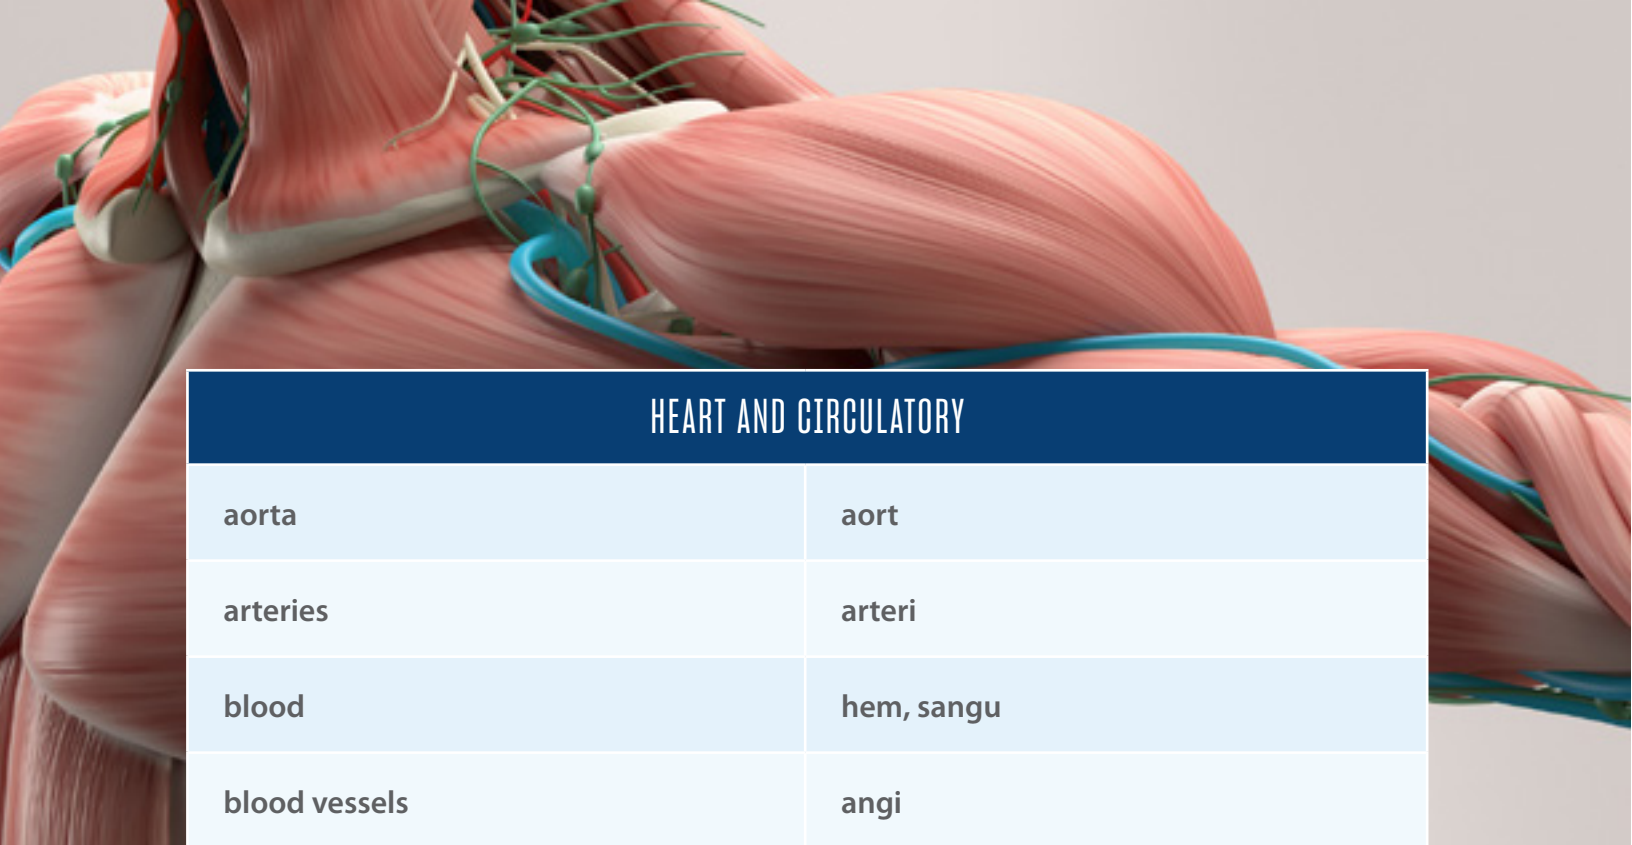 HEART AND CIRCULATORY
aorta aort
arteries arteri
blood hem, sangu
blood vessels angi